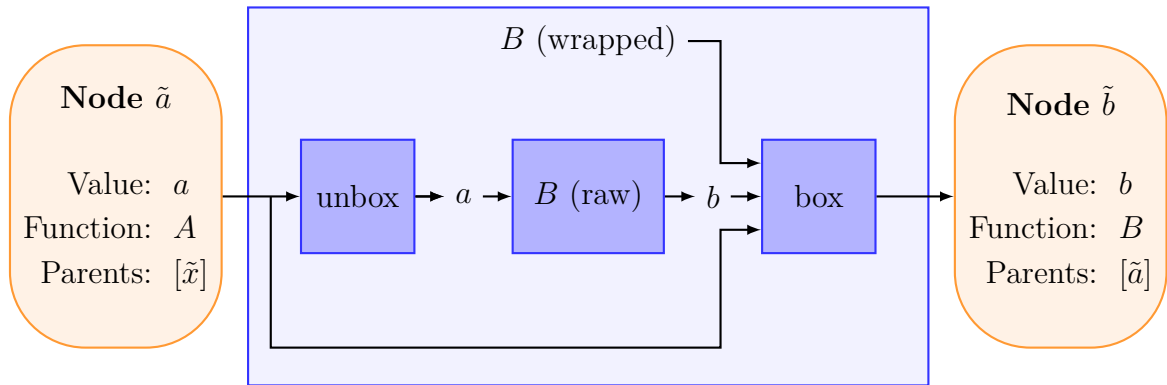 B (wrapped)
Node ã
Value: a
Function: A
Parents: [x̃]
unbox
a
B (raw)
b
box
Node b̃
Value: b
Function: B
Parents: [ã]